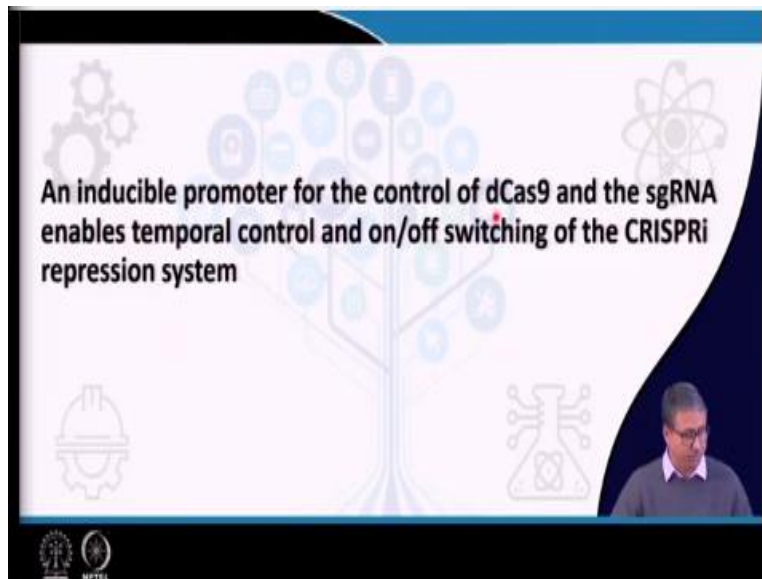 An inducible promoter for the control of dCas9 and the sgRNA
enables temporal control and on/off switching of the CRISPRi
repression system
NPTEL